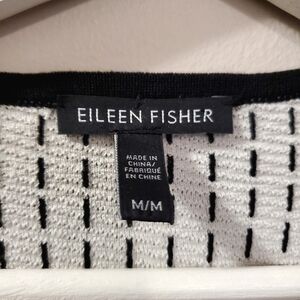 EILEEN FISHER
MADE IN
CHINA/
FABRIQUÉ
EN CHINE
M/M